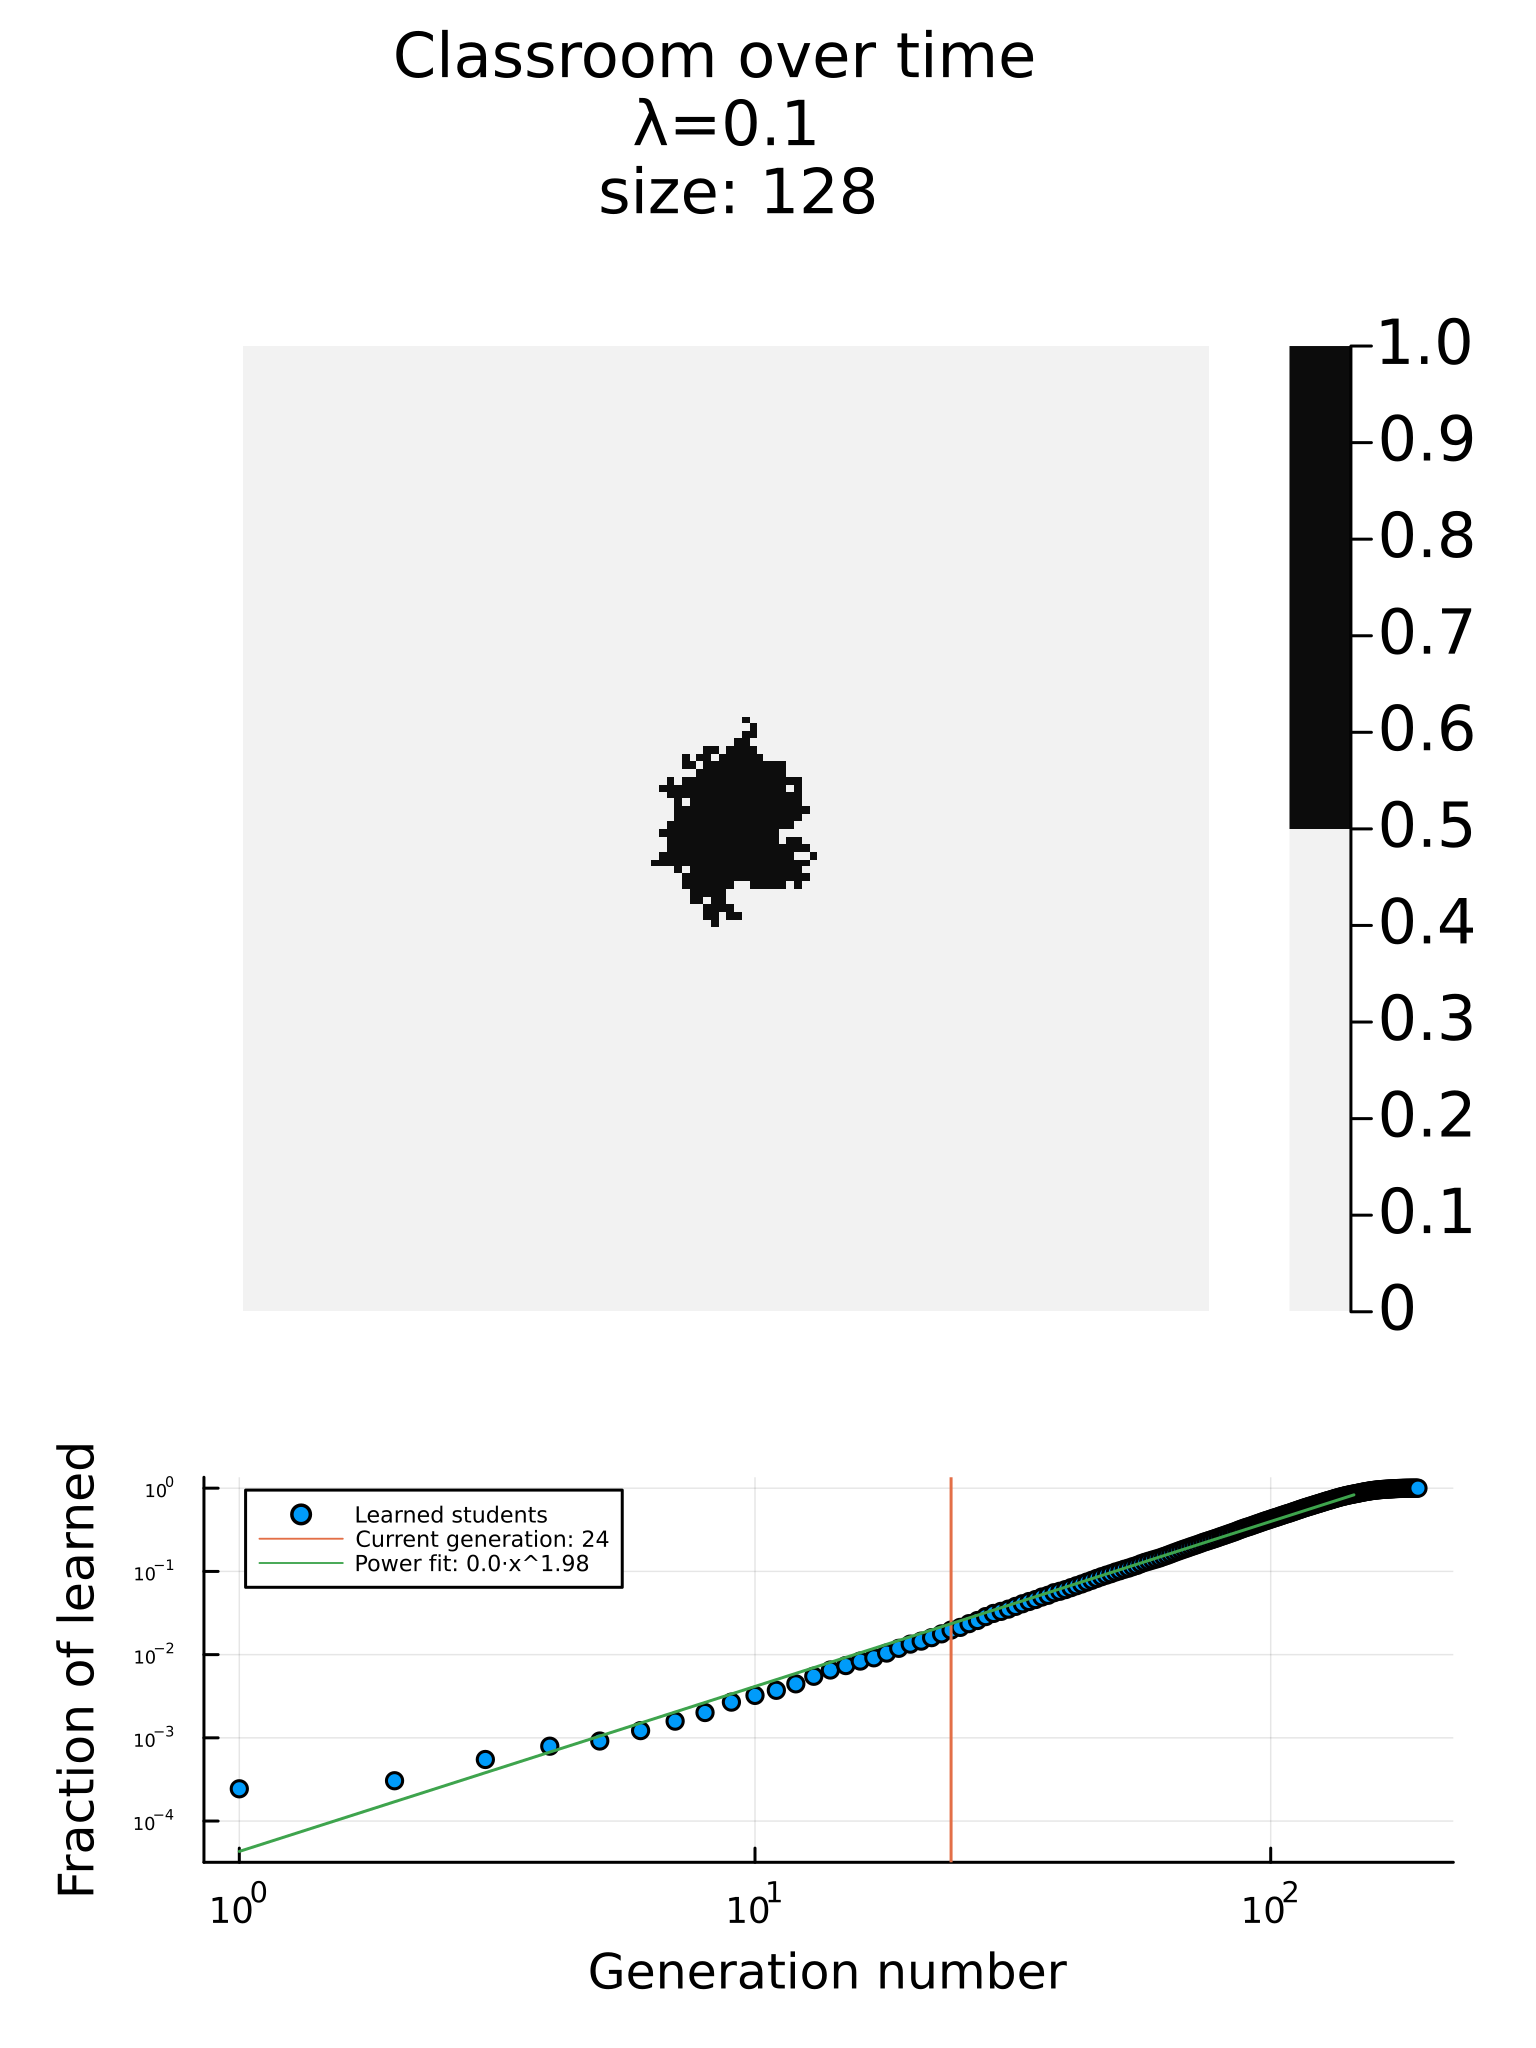 Classroom over time
λ=0.1
size: 128
1.0
0.9
0.8
0.7
0.6
0.5
0.4
0.3
0.2
0.1
0
Fraction of learned
10^0
10^−1
10^−2
10^−3
10^−4
Learned students
Current generation: 24
Power fit: 0.0·x^1.98
10^0 10^1 10^2
Generation number